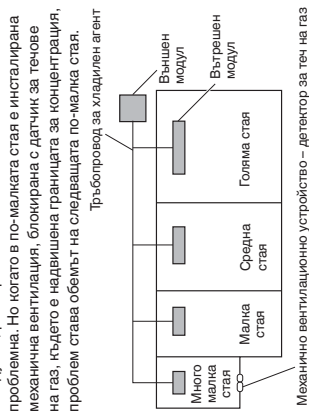 проблемна. Но когато в по-малката стая е инсталирана
механична вентилация, блокирана с датчик за течове
на газ, където е надвишена границата за концентрация,
проблем става обемът на следващата по-малка стая.
Тръбопровод за хладилен агент
Външен
модул
Вътрешен
модул
Много
малка
стая
Малка
стая
Средна
стая
Голяма стая
Механично вентилационно устройство – детектор за теч на газ